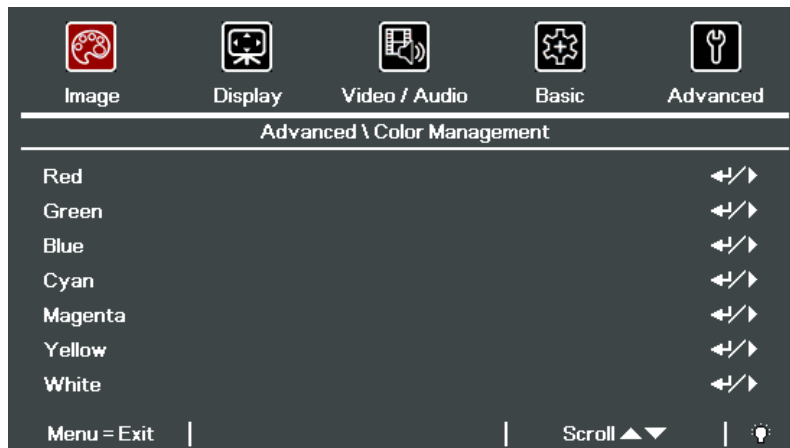 Image Display Video / Audio Basic Advanced
Advanced \ Color Management
Red
Green
Blue
Cyan
Magenta
Yellow
White
Menu = Exit Scroll